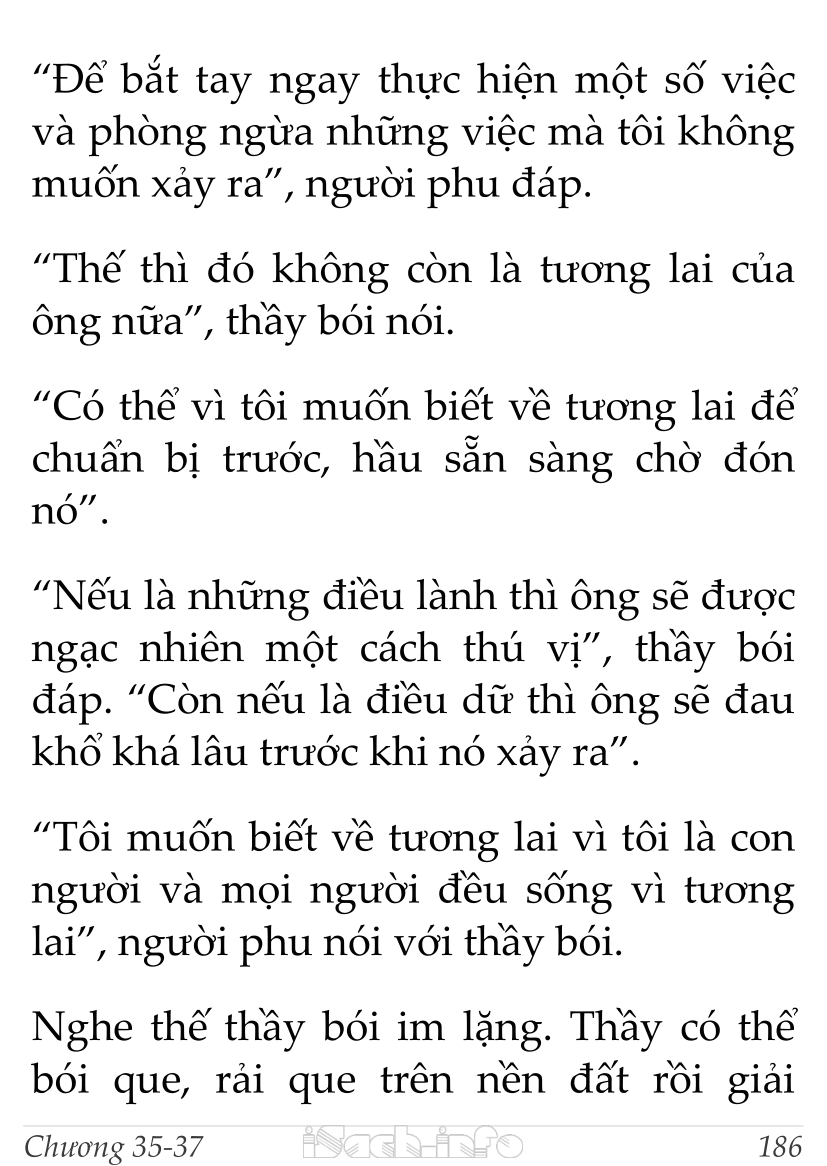 “Để bắt tay ngay thực hiện một số việc
và phòng ngừa những việc mà tôi không
muốn xảy ra”, người phu đáp.
“Thế thì đó không còn là tương lai của
ông nữa”, thầy bói nói.
“Có thể vì tôi muốn biết về tương lai để
chuẩn bị trước, hầu sẵn sàng chờ đón
nó”.
“Nếu là những điều lành thì ông sẽ được
ngạc nhiên một cách thú vị”, thầy bói
đáp. “Còn nếu là điều dữ thì ông sẽ đau
khổ khá lâu trước khi nó xảy ra”.
“Tôi muốn biết về tương lai vì tôi là con
người và mọi người đều sống vì tương
lai”, người phu nói với thầy bói.
Nghe thế thầy bói im lặng. Thầy có thể
bói que, rải que trên nền đất rồi giải
Chương 35-37 iSach.info 186